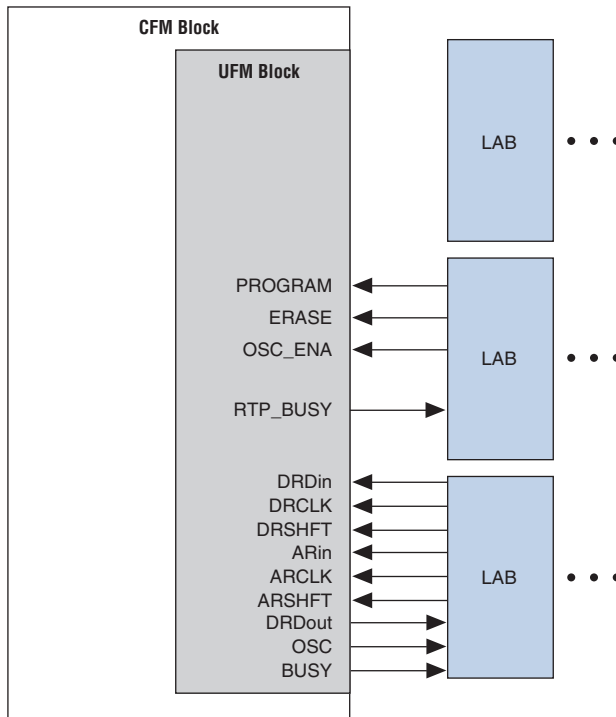 CFM Block
UFM Block
LAB
PROGRAM
ERASE
OSC_ENA
RTP_BUSY
LAB
DRDin
DRCLK
DRSHFT
ARin
ARCLK
ARSHFT
DRDout
OSC
BUSY
LAB